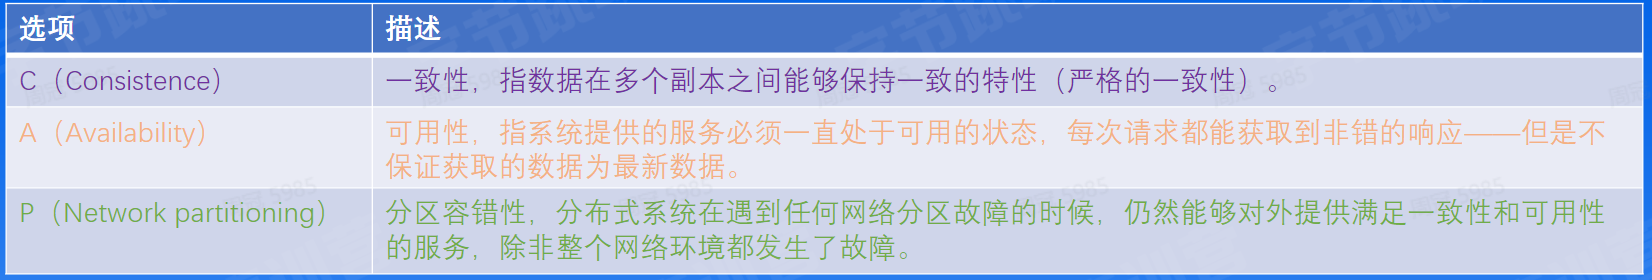 选项 描述
C（Consistence） 一致性，指数据在多个副本之间能够保持一致的特性（严格的一致性）。
A（Availability） 可用性，指系统提供的服务必须一直处于可用的状态，每次请求都能获取到非错的响应——但是不
保证获取的数据为最新数据。
P（Network partitioning） 分区容错性，分布式系统在遇到任何网络分区故障的时候，仍然能够对外提供满足一致性和可用性
的服务，除非整个网络环境都发生了故障。